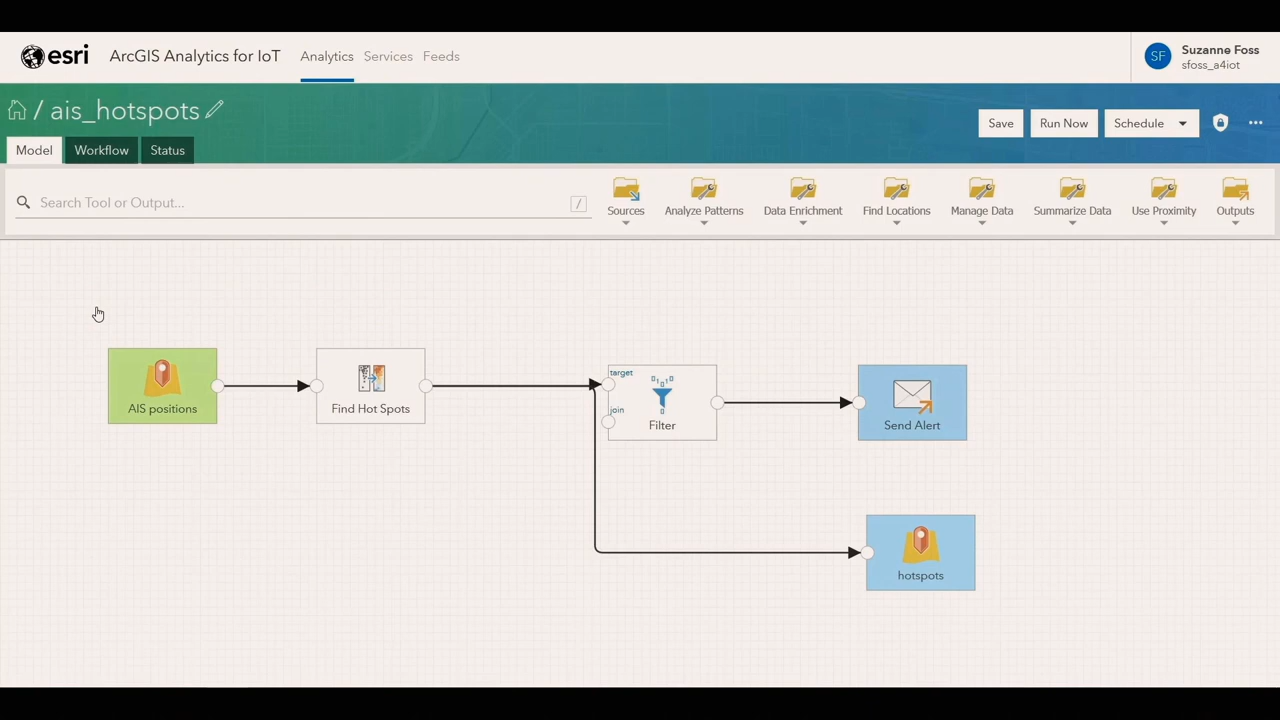 esri
ArcGIS Analytics for IoT
Analytics
Services
Feeds
SF
Suzanne Foss
sfoss_a4iot
/ ais_hotspots
Save
Run Now
Schedule
Model
Workflow
Status
Search Tool or Output...
/
Sources
Analyze Patterns
Data Enrichment
Find Locations
Manage Data
Summarize Data
Use Proximity
Outputs
AIS positions
Find Hot Spots
target
join
Filter
Send Alert
hotspots